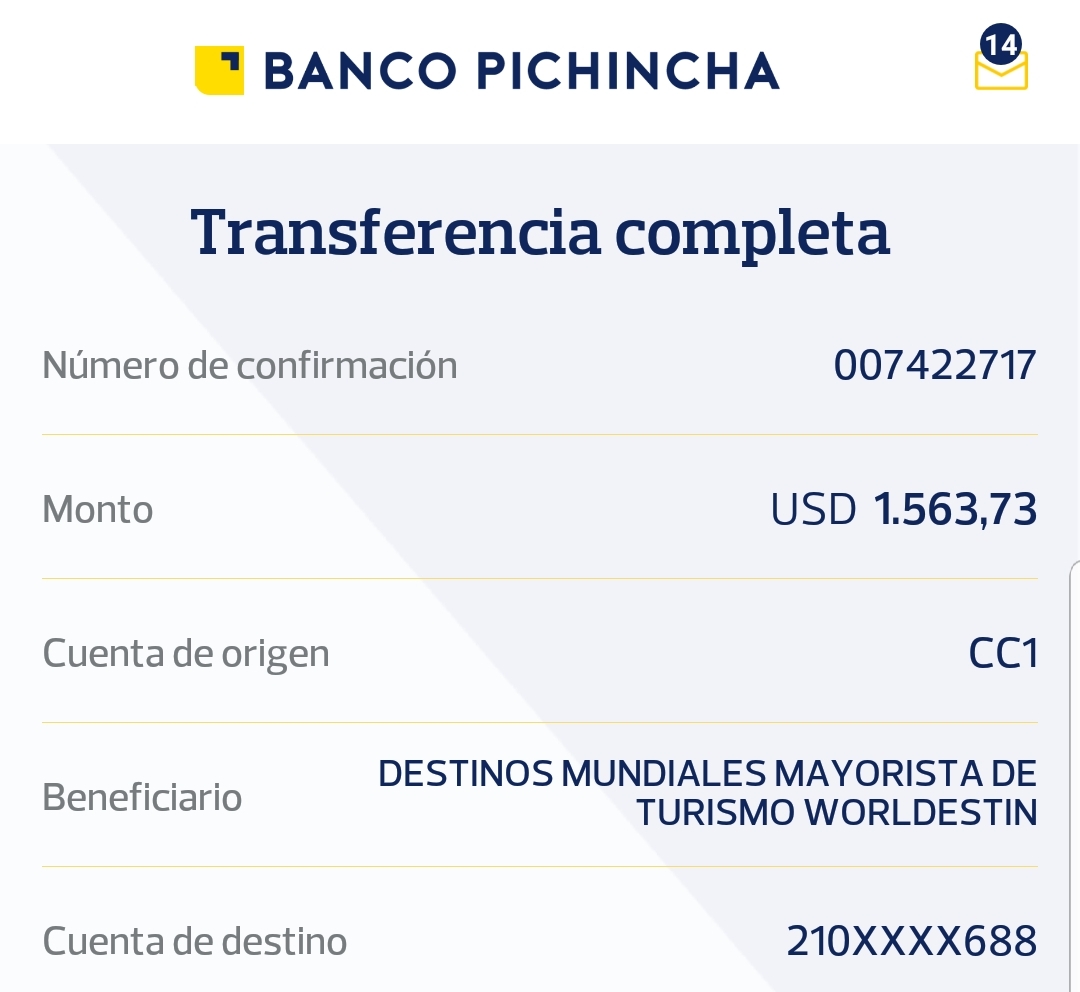 BANCO PICHINCHA
14
Transferencia completa
Número de confirmación 007422717
Monto USD 1.563,73
Cuenta de origen CC1
Beneficiario DESTINOS MUNDIALES MAYORISTA DE
TURISMO WORLDESTIN
Cuenta de destino 210XXXX688